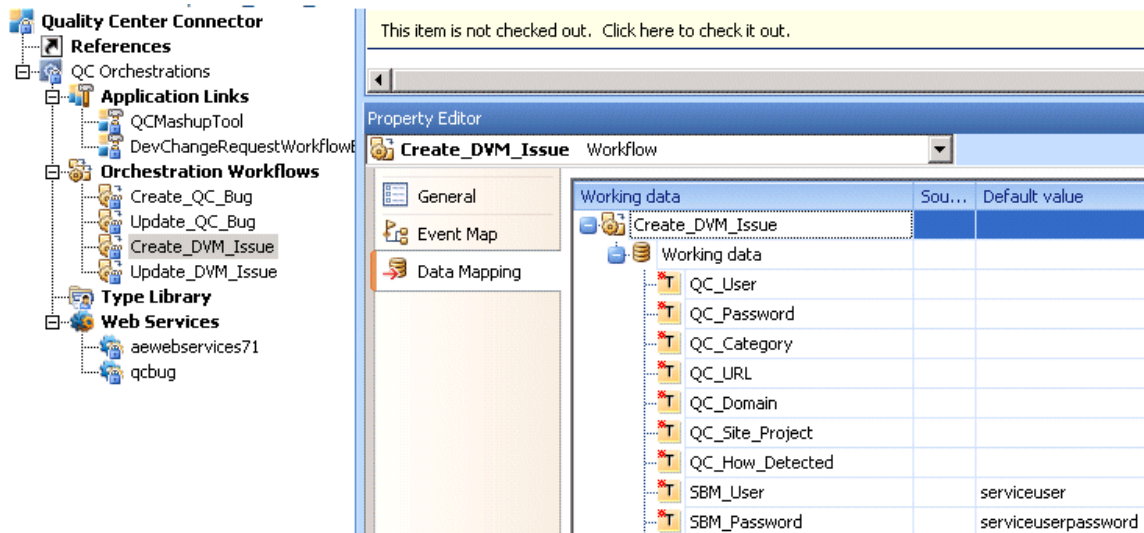 Quality Center Connector
References
QC Orchestrations
Application Links
QCMashupTool
DevChangeRequestWorkflowE
Orchestration Workflows
Create_QC_Bug
Update_QC_Bug
Create_DVM_Issue
Update_DVM_Issue
Type Library
Web Services
aewebservices71
qcbug
This item is not checked out. Click here to check it out.
Property Editor
Create_DVM_Issue Workflow
General
Event Map
Data Mapping
Working data Sou... Default value
Create_DVM_Issue
Working data
QC_User
QC_Password
QC_Category
QC_URL
QC_Domain
QC_Site_Project
QC_How_Detected
SBM_User serviceuser
SBM_Password serviceuserpassword